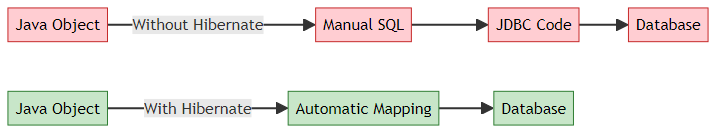 Java Object Without Hibernate Manual SQL JDBC Code Database
Java Object With Hibernate Automatic Mapping Database